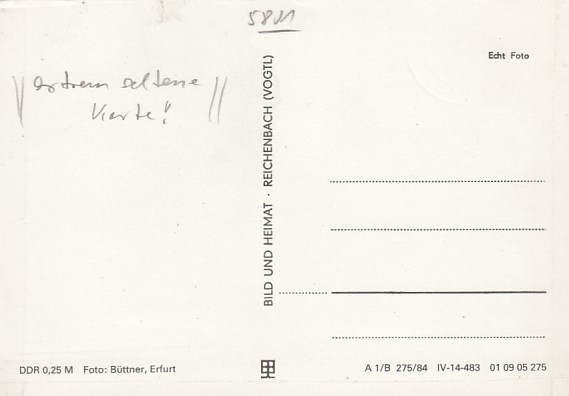 5811
Echt Foto
extrem seltene
Karte!!
BILD UND HEIMAT · REICHENBACH (VOGTL)
DDR 0,25 M Foto: Büttner, Erfurt
A 1/B 275/84 IV-14-483 01 09 05 275